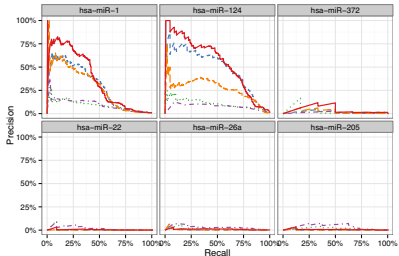 hsa−miR−1 hsa−miR−124 hsa−miR−372
100%
75%
50%
25%
0%
hsa−miR−22 hsa−miR−26a hsa−miR−205
100%
75%
50%
25%
0%
0% 25% 50% 75% 100%0% 25% 50% 75% 100%0% 25% 50% 75% 100%
Precision
Recall